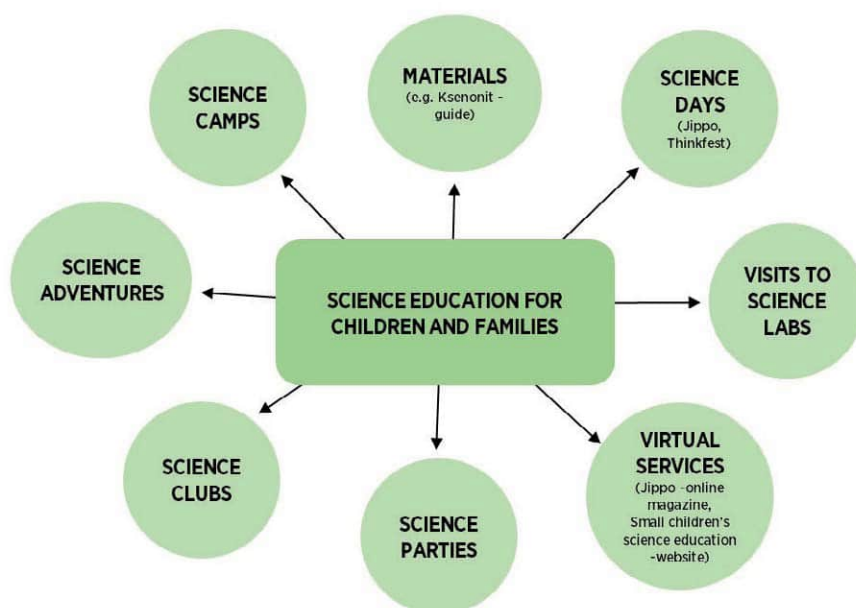 MATERIALS
(e.g. Ksenonit -
guide)
SCIENCE
DAYS
(Jippo,
Thinkfest)
SCIENCE
CAMPS
SCIENCE
ADVENTURES
SCIENCE EDUCATION FOR
CHILDREN AND FAMILIES
VISITS TO
SCIENCE
LABS
SCIENCE
CLUBS
SCIENCE
PARTIES
VIRTUAL
SERVICES
(Jippo -online
magazine,
Small children's
science education
-website)